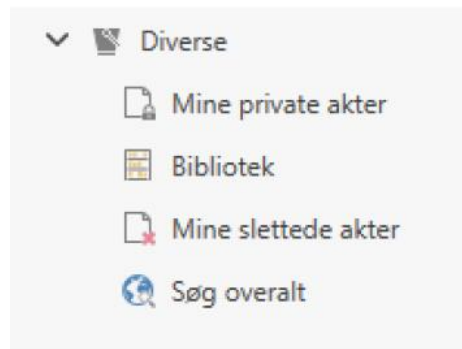 Diverse
Mine private akter
Bibliotek
Mine slettede akter
Søg overalt